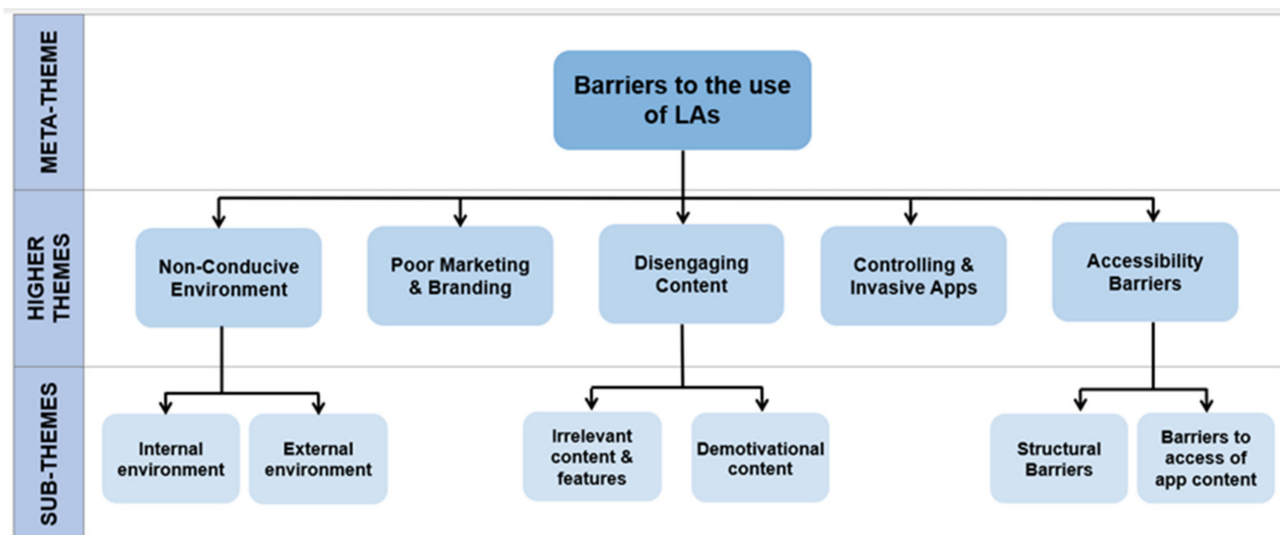 META-THEME
Barriers to the use
of LAs
HIGHER
THEMES
Non-Conducive
Environment
Poor Marketing
& Branding
Disengaging
Content
Controlling &
Invasive Apps
Accessibility
Barriers
SUB-THEMES
Internal
environment
External
environment
Irrelevant
content &
features
Demotivational
content
Structural
Barriers
Barriers to
access of
app content